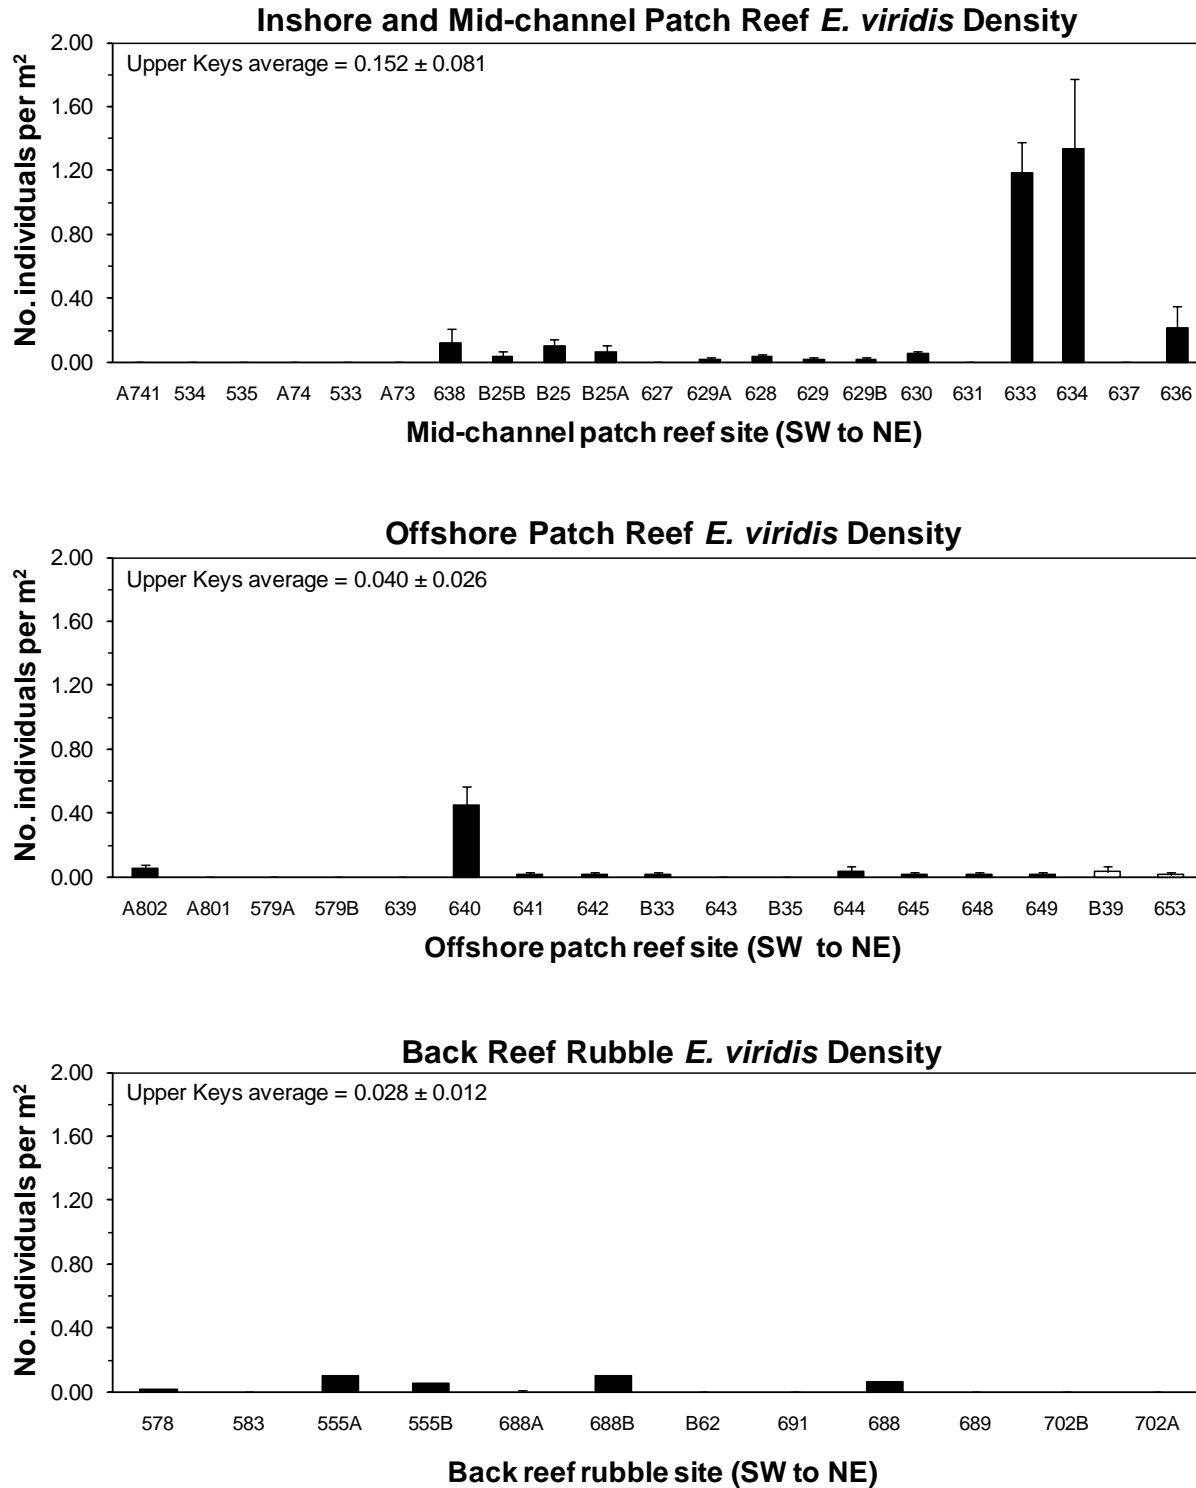 Inshore and Mid-channel Patch Reef E. viridis Density
Upper Keys average = 0.152 ± 0.081
No. individuals per m²
2.00
1.60
1.20
0.80
0.40
0.00
A741 534 535 A74 533 A73 638 B25B B25 B25A 627 629A 628 629 629B 630 631 633 634 637 636
Mid-channel patch reef site (SW to NE)
Offshore Patch Reef E. viridis Density
Upper Keys average = 0.040 ± 0.026
No. individuals per m²
2.00
1.60
1.20
0.80
0.40
0.00
A802 A801 579A 579B 639 640 641 642 B33 643 B35 644 645 648 649 B39 653
Offshore patch reef site (SW to NE)
Back Reef Rubble E. viridis Density
Upper Keys average = 0.028 ± 0.012
No. individuals per m²
2.00
1.60
1.20
0.80
0.40
0.00
578 583 555A 555B 688A 688B B62 691 688 689 702B 702A
Back reef rubble site (SW to NE)